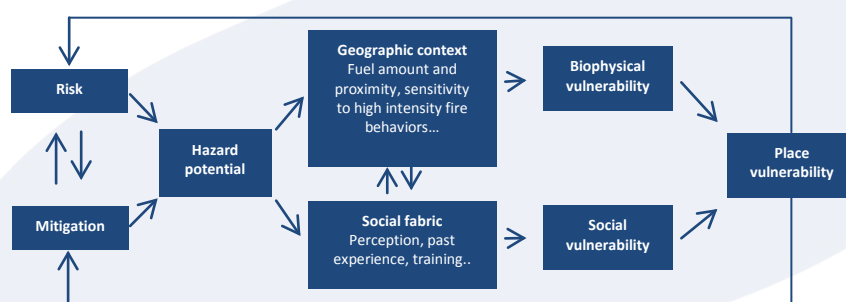 Risk
Mitigation
Hazard
potential
Geographic context
Fuel amount and
proximity, sensitivity
to high intensity fire
behaviors…
Social fabric
Perception, past
experience, training..
Biophysical
vulnerability
Social
vulnerability
Place
vulnerability